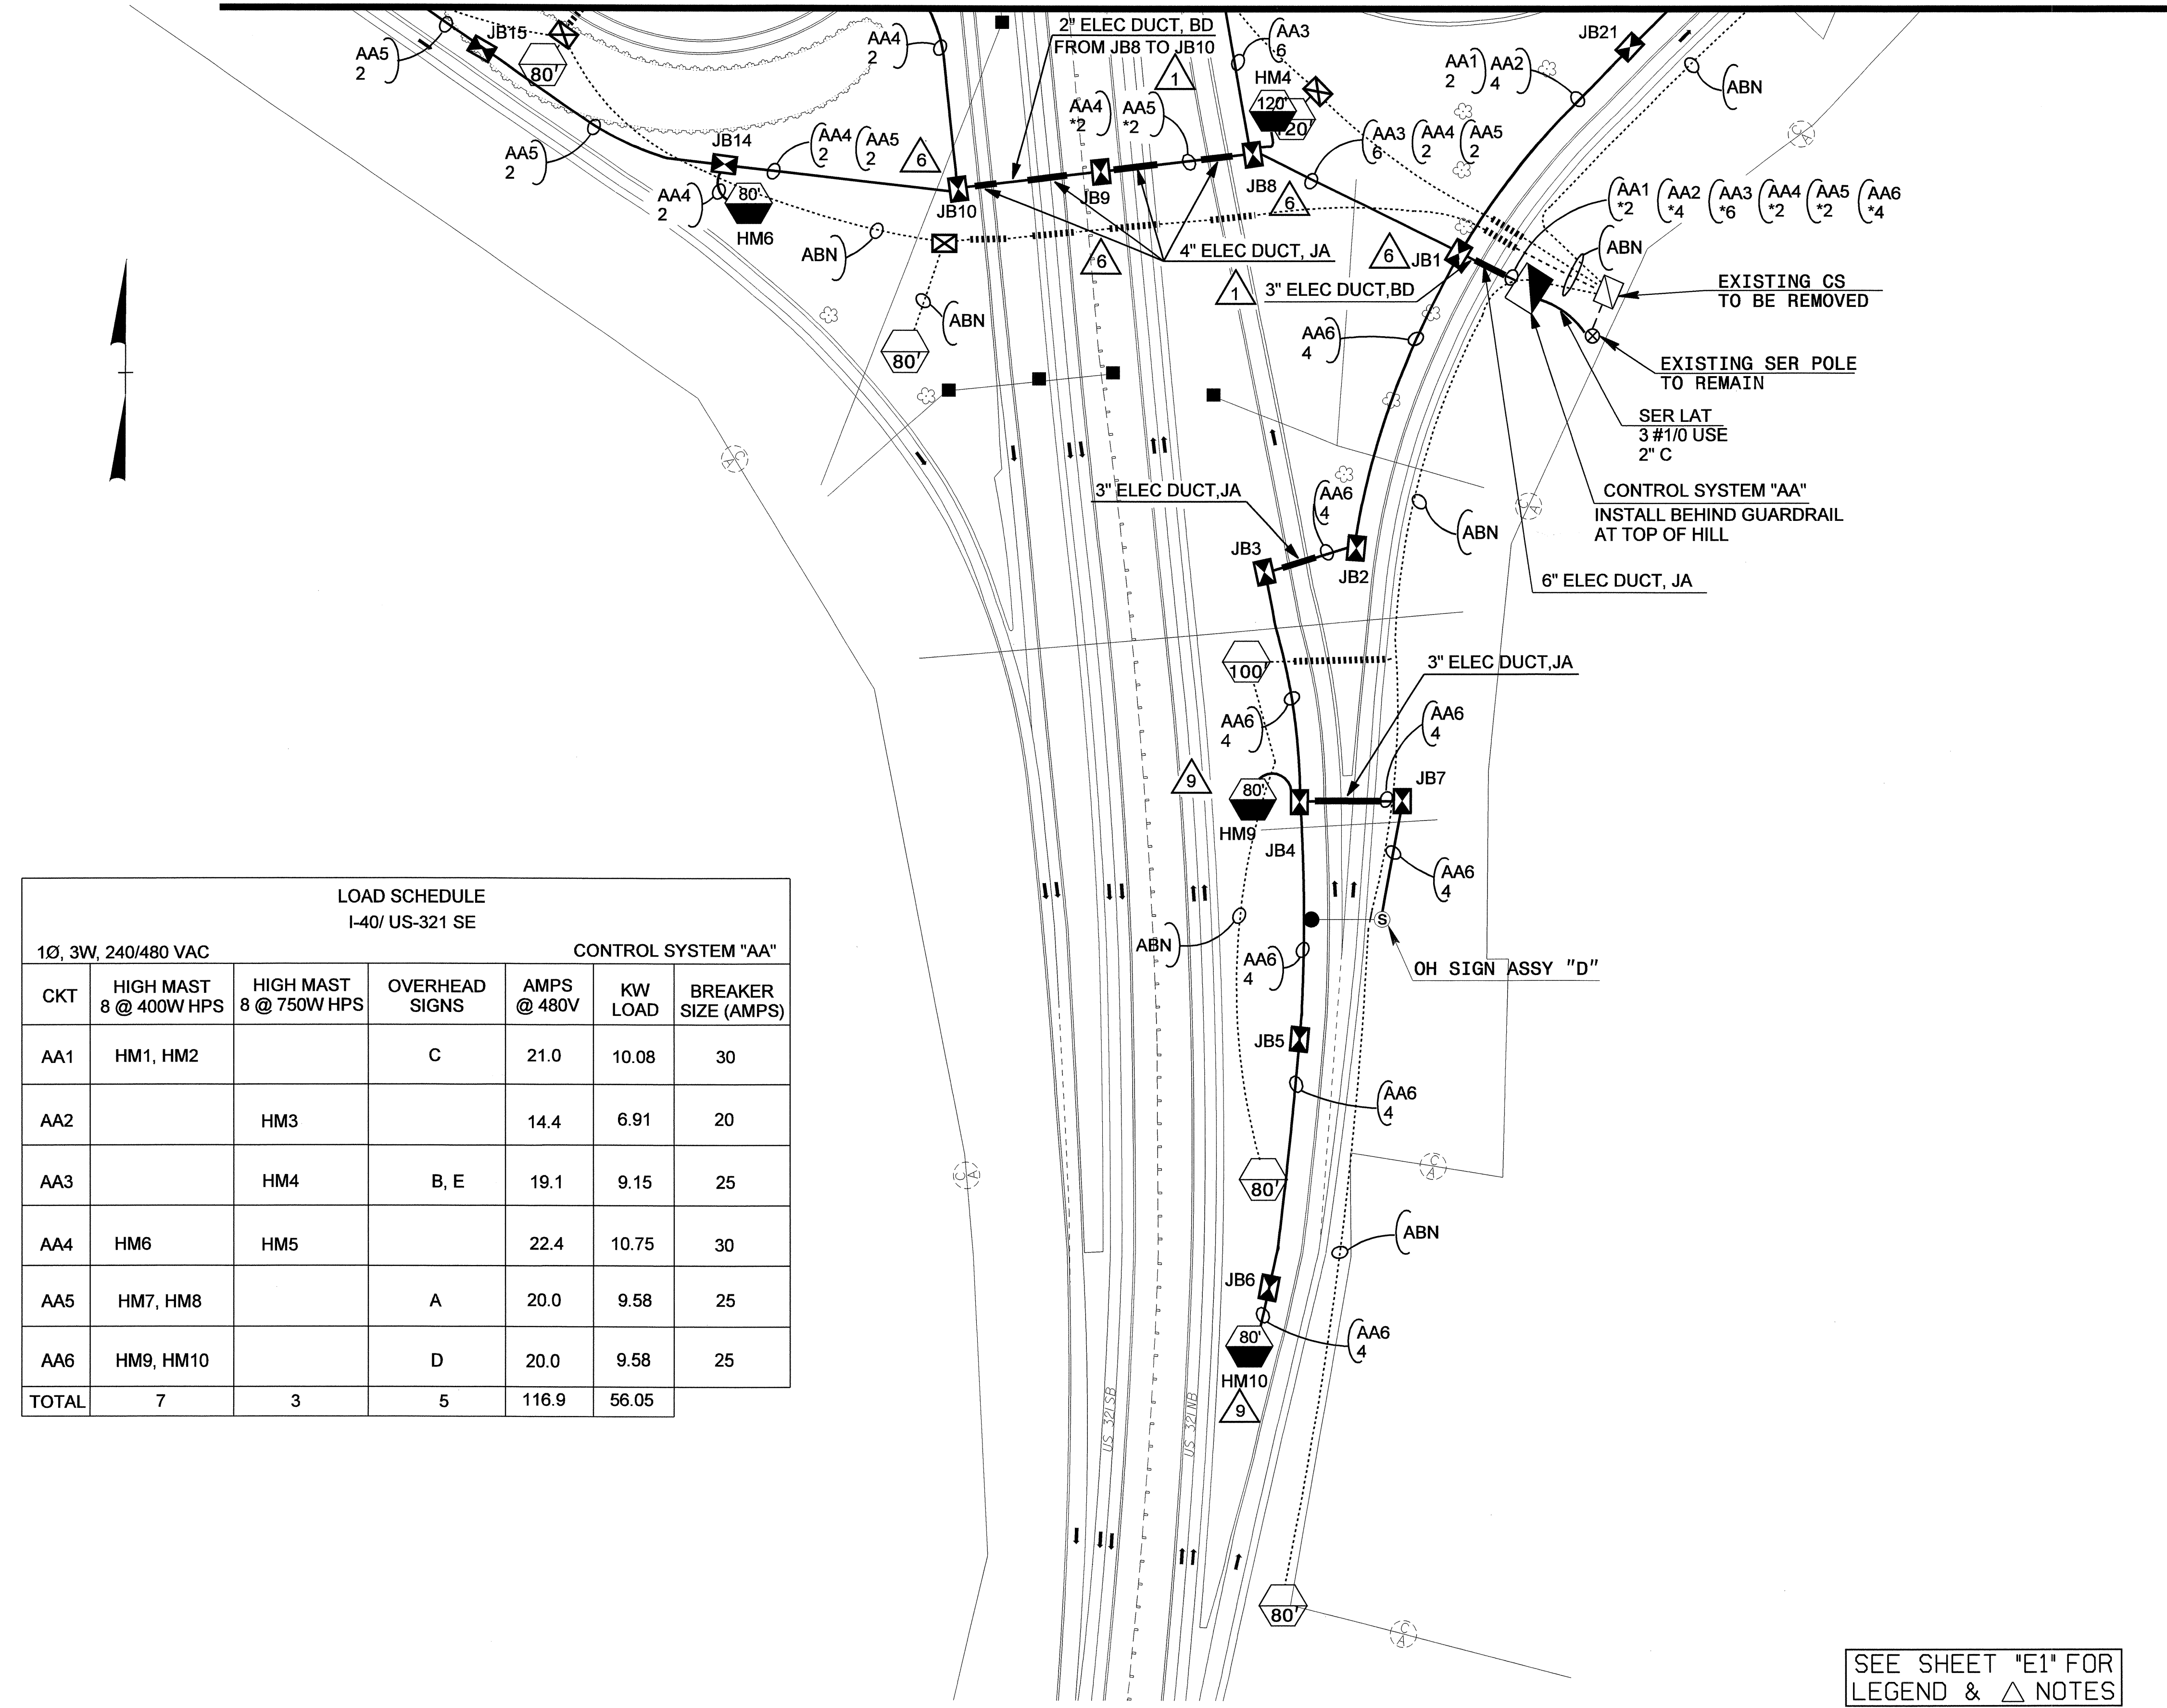 JB15
AA5
2
80'
AA4
2
2" ELEC DUCT, BD
FROM JB8 TO JB10
1
AA3
6
HM4
120'
120'
JB21
AA1
2
AA2
4
ABN
AA5
2
JB14
AA4
2
AA5
2
6
AA4
*2
AA5
*2
AA3
6
AA4
2
AA5
2
JB8
6
AA4
2
80'
HM6
JB10
JB9
ABN
6
4" ELEC DUCT, JA
6
JB1
AA1
*2
AA2
*4
AA3
*6
AA4
*2
AA5
*2
AA6
*4
ABN
1
3" ELEC DUCT,BD
EXISTING CS
TO BE REMOVED
ABN
80'
AA6
4
EXISTING SER POLE
TO REMAIN
SER LAT
3 #1/0 USE
2" C
C/A
3" ELEC DUCT,JA
AA6
4
CONTROL SYSTEM "AA"
INSTALL BEHIND GUARDRAIL
AT TOP OF HILL
C/A
C/A
ABN
JB3
JB2
6" ELEC DUCT, JA
100'
3" ELEC DUCT,JA
AA6
4
AA6
4
9
80'
HM9
JB7
JB4
AA6
4
S
ABN
AA6
4
OH SIGN ASSY "D"
JB5
AA6
4
80'
C/A
C/A
ABN
JB6
AA6
4
80'
HM10
9
US 321 SB
US 321 NB
80'
C/A
LOAD SCHEDULE
I-40/ US-321 SE
1Ø, 3W, 240/480 VAC CONTROL SYSTEM "AA"
CKT HIGH MAST 8 @ 400W HPS HIGH MAST 8 @ 750W HPS OVERHEAD SIGNS AMPS @ 480V KW LOAD BREAKER SIZE (AMPS)
AA1 HM1, HM2 C 21.0 10.08 30
AA2 HM3 14.4 6.91 20
AA3 HM4 B, E 19.1 9.15 25
AA4 HM6 HM5 22.4 10.75 30
AA5 HM7, HM8 A 20.0 9.58 25
AA6 HM9, HM10 D 20.0 9.58 25
TOTAL 7 3 5 116.9 56.05
SEE SHEET "E1" FOR
LEGEND & △ NOTES